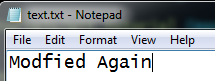 text.txt - Notepad
File Edit Format View Help
Modfied Again